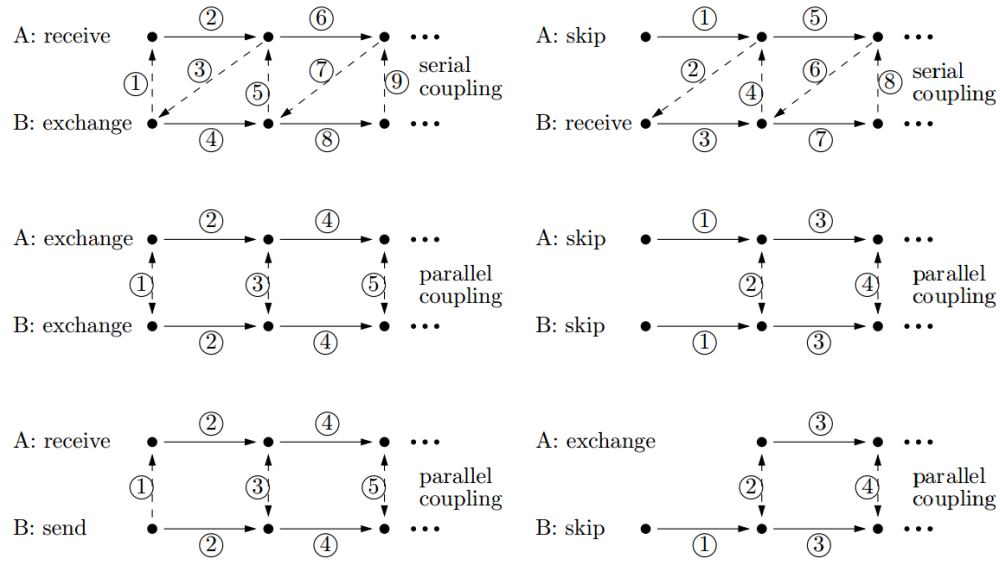 ② ⑥
A: receive •••
① ③ ⑤ ⑦ ⑨ serial
coupling
B: exchange •••
④ ⑧
① ⑤
A: skip •••
② ④ ⑥ ⑧ serial
coupling
B: receive •••
③ ⑦
② ④
A: exchange •••
① ③ ⑤ parallel
coupling
B: exchange •••
② ④
① ③
A: skip •••
② ④ parallel
coupling
B: skip •••
① ③
② ④
A: receive •••
① ③ ⑤ parallel
coupling
B: send •••
② ④
③
A: exchange •••
② ④ parallel
coupling
B: skip •••
① ③